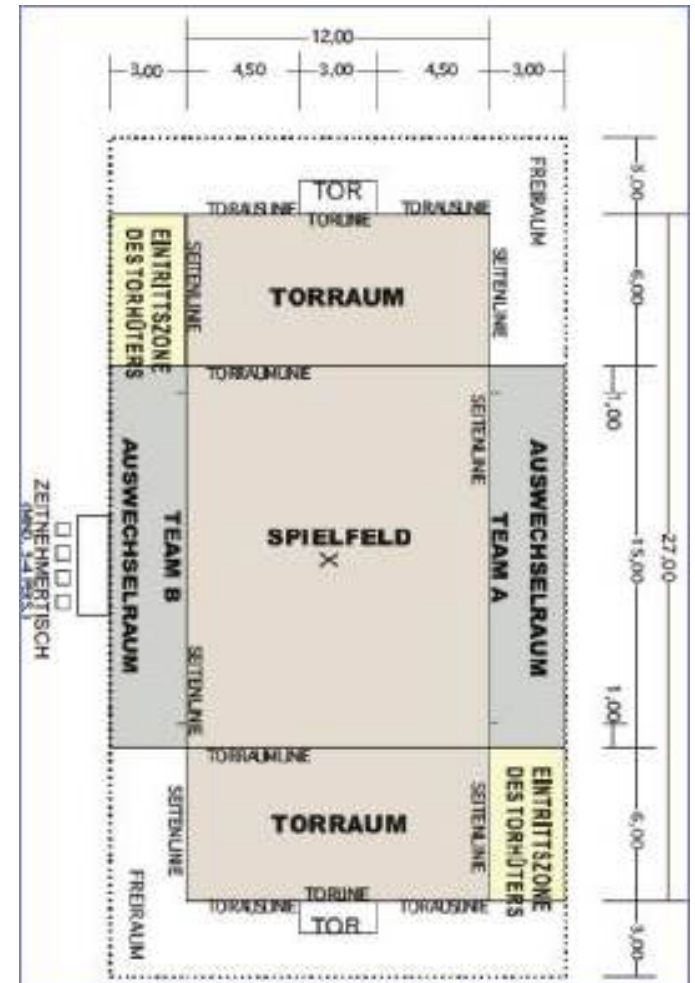 12,00
3,00 4,50 3,00 4,50 3,00
FREIRAUM
3,00
TOR
TORAUSLINIE TORLINIE TORAUSLINIE
EINTRITTSZONE
DES TORHÜTERS
SEITENLINIE
TORRAUM
SEITENLINIE
6,00
TORRAUMLINIE
1,00
SEITENLINIE
AUSWECHSELRAUM
TEAM B
SPIELFELD
X
TEAM A
AUSWECHSELRAUM
15,00
27,00
ZEITNEHMERTISCH
SEITENLINIE
1,00
TORRAUMLINIE
SEITENLINIE
TORRAUM
SEITENLINIE
EINTRITTSZONE
DES TORHÜTERS
6,00
FREIRAUM
TORLINIE
TORAUSLINIE TORAUSLINIE
TOR
3,00